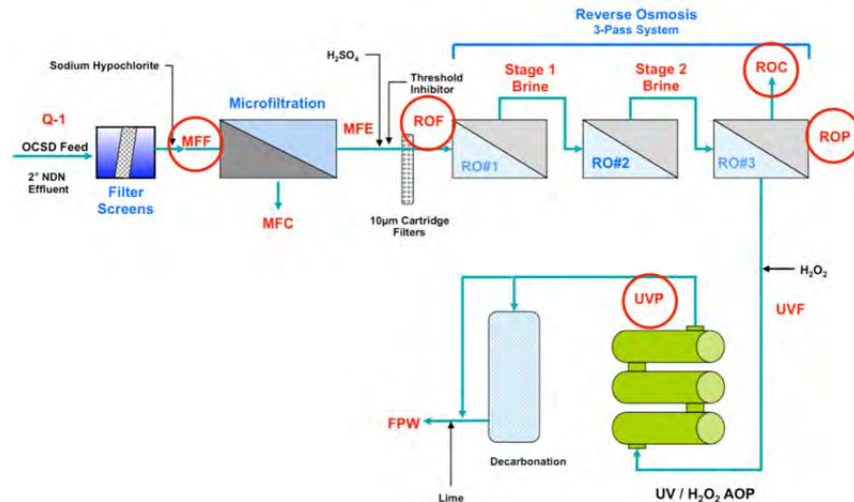 Reverse Osmosis
3-Pass System
Sodium Hypochlorite
H₂SO₄
Threshold
Inhibitor
Stage 1
Brine
Stage 2
Brine
ROC
Q-1
Microfiltration
OCSD Feed
MFF
MFE
ROF
ROP
2° NDN
Effluent
Filter
Screens
RO#1
RO#2
RO#3
MFC
10µm Cartridge
Filters
H₂O₂
UVP
UVF
FPW
Decarbonation
Lime
UV / H₂O₂ AOP